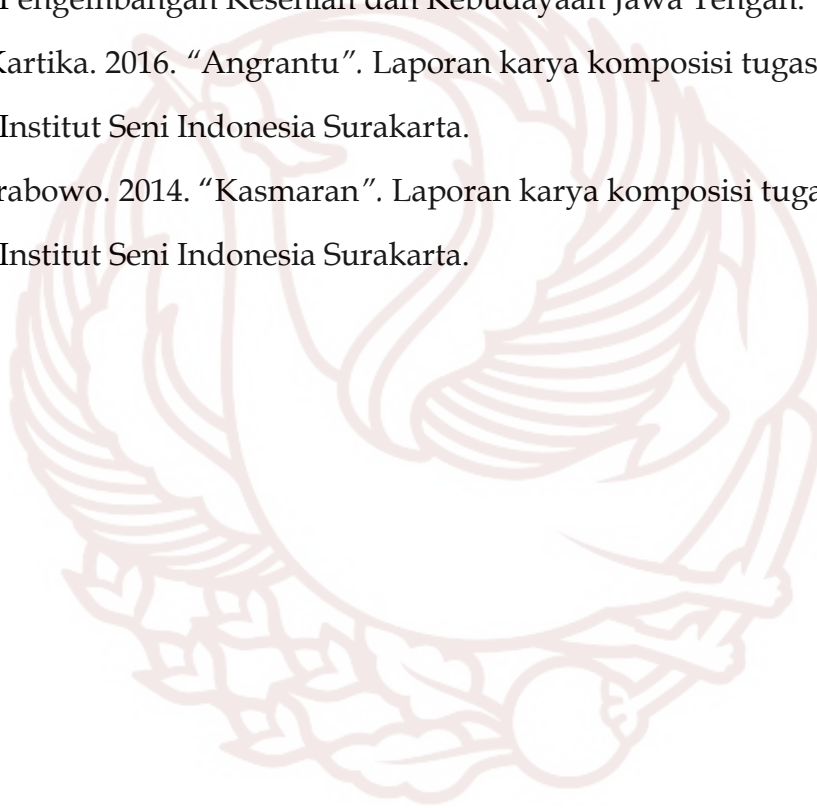 Pengembangan Kesenian dan Kebudayaan Jawa Tengah.
Kartika. 2016. “Angrantu”. Laporan karya komposisi tugas
Institut Seni Indonesia Surakarta.
rabowo. 2014. “Kasmaran”. Laporan karya komposisi tuga
Institut Seni Indonesia Surakarta.